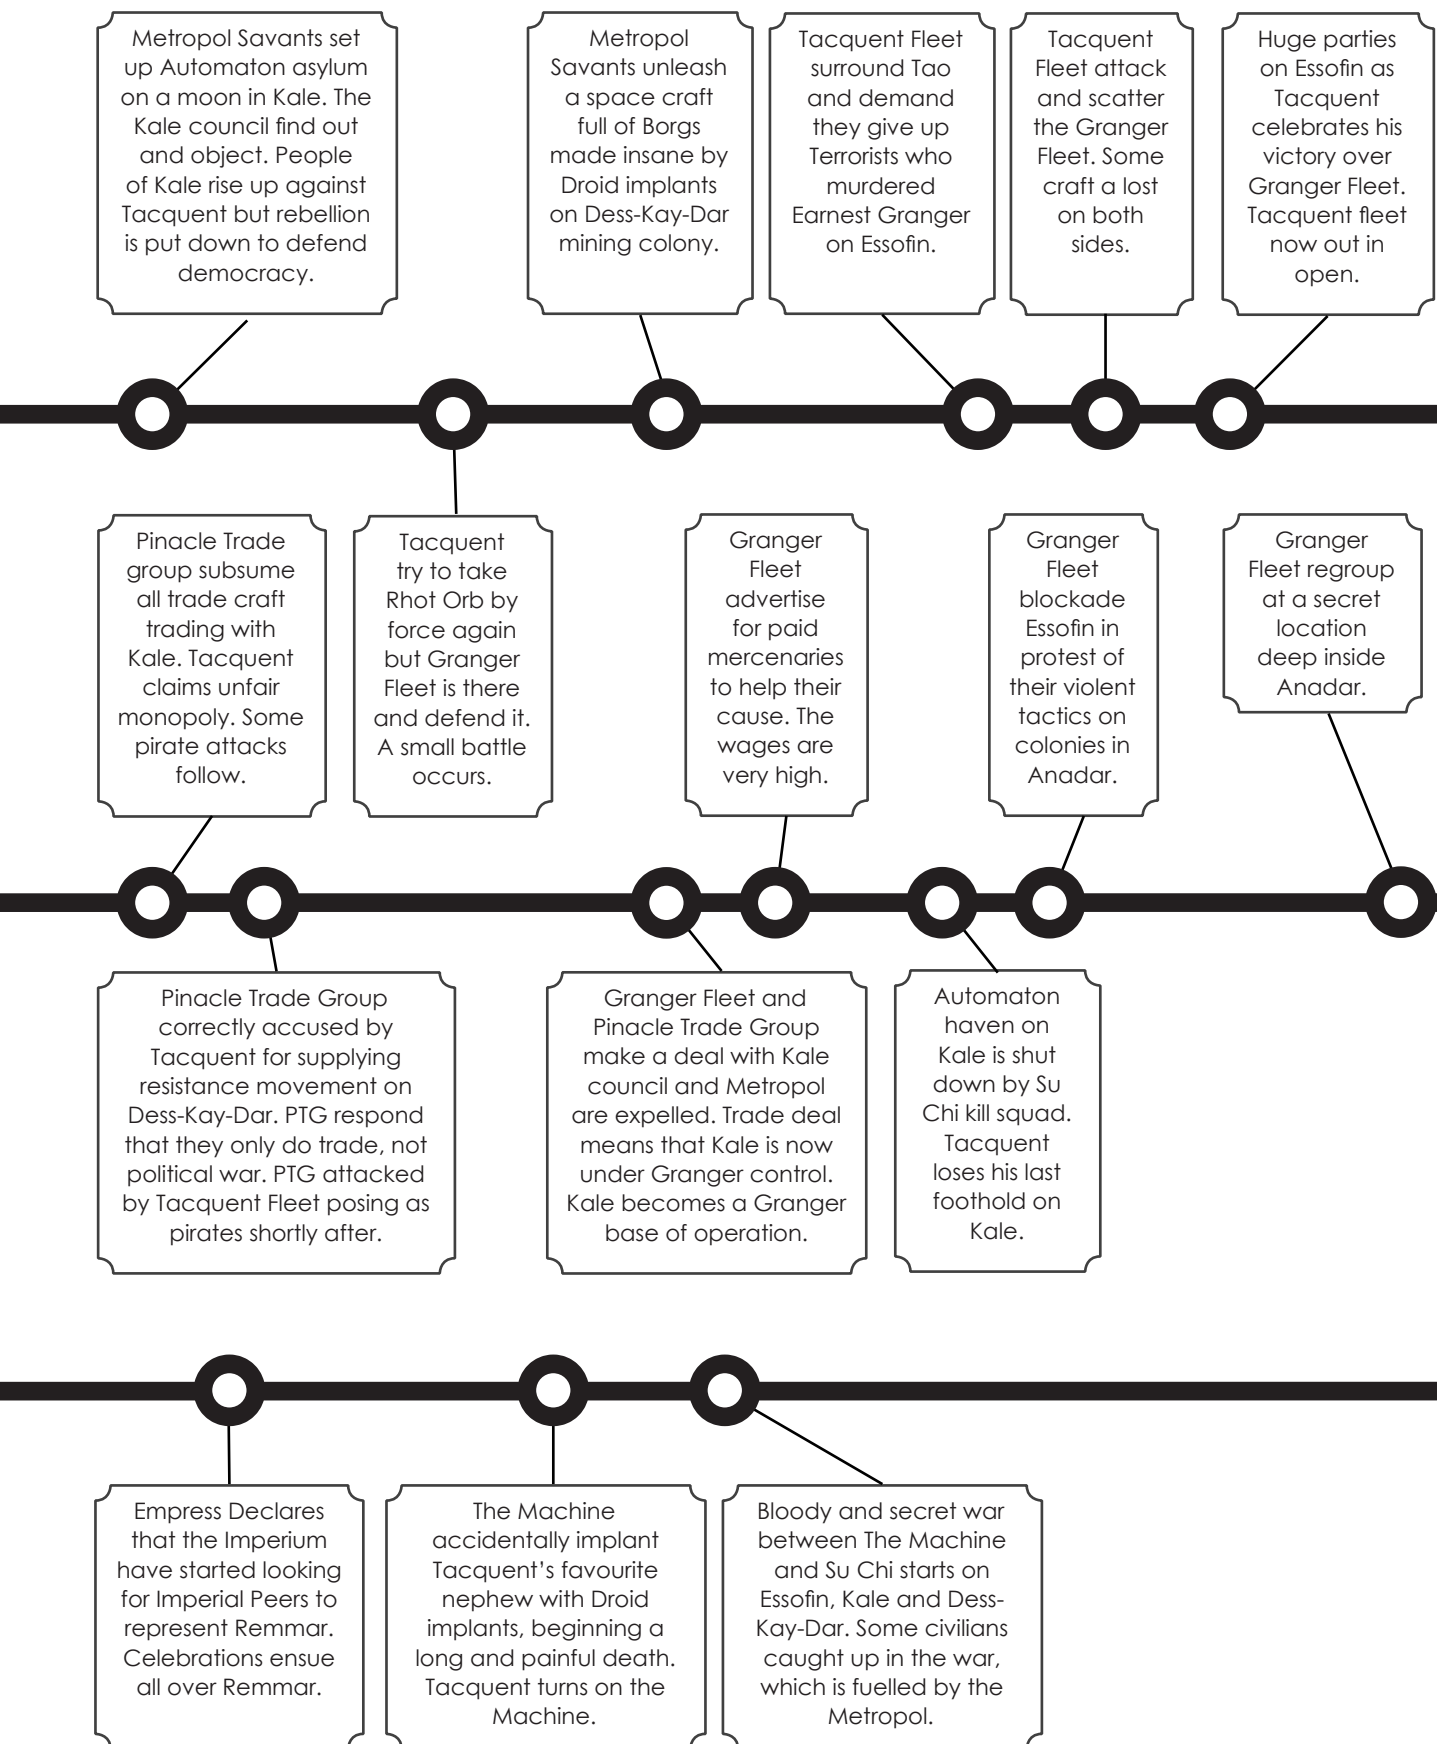 Metropol Savants set
up Automaton asylum
on a moon in Kale. The
Kale council find out
and object. People
of Kale rise up against
Tacquent but rebellion
is put down to defend
democracy.
Metropol
Savants unleash
a space craft
full of Borgs
made insane by
Droid implants
on Dess-Kay-Dar
mining colony.
Tacquent Fleet
surround Tao
and demand
they give up
Terrorists who
murdered
Earnest Granger
on Essofin.
Tacquent
Fleet attack
and scatter
the Granger
Fleet. Some
craft a lost
on both
sides.
Huge parties
on Essofin as
Tacquent
celebrates his
victory over
Granger Fleet.
Tacquent fleet
now out in
open.
Pinacle Trade
group subsume
all trade craft
trading with
Kale. Tacquent
claims unfair
monopoly. Some
pirate attacks
follow.
Tacquent
try to take
Rhot Orb by
force again
but Granger
Fleet is there
and defend it.
A small battle
occurs.
Granger
Fleet
advertise
for paid
mercenaries
to help their
cause. The
wages are
very high.
Granger
Fleet
blockade
Essofin in
protest of
their violent
tactics on
colonies in
Anadar.
Granger
Fleet regroup
at a secret
location
deep inside
Anadar.
Pinacle Trade Group
correctly accused by
Tacquent for supplying
resistance movement on
Dess-Kay-Dar. PTG respond
that they only do trade, not
political war. PTG attacked
by Tacquent Fleet posing as
pirates shortly after.
Granger Fleet and
Pinacle Trade Group
make a deal with Kale
council and Metropol
are expelled. Trade deal
means that Kale is now
under Granger control.
Kale becomes a Granger
base of operation.
Automaton
haven on
Kale is shut
down by Su
Chi kill squad.
Tacquent
loses his last
foothold on
Kale.
Empress Declares
that the Imperium
have started looking
for Imperial Peers to
represent Remmar.
Celebrations ensue
all over Remmar.
The Machine
accidentally implant
Tacquent's favourite
nephew with Droid
implants, beginning a
long and painful death.
Tacquent turns on the
Machine.
Bloody and secret war
between The Machine
and Su Chi starts on
Essofin, Kale and Dess-
Kay-Dar. Some civilians
caught up in the war,
which is fuelled by the
Metropol.